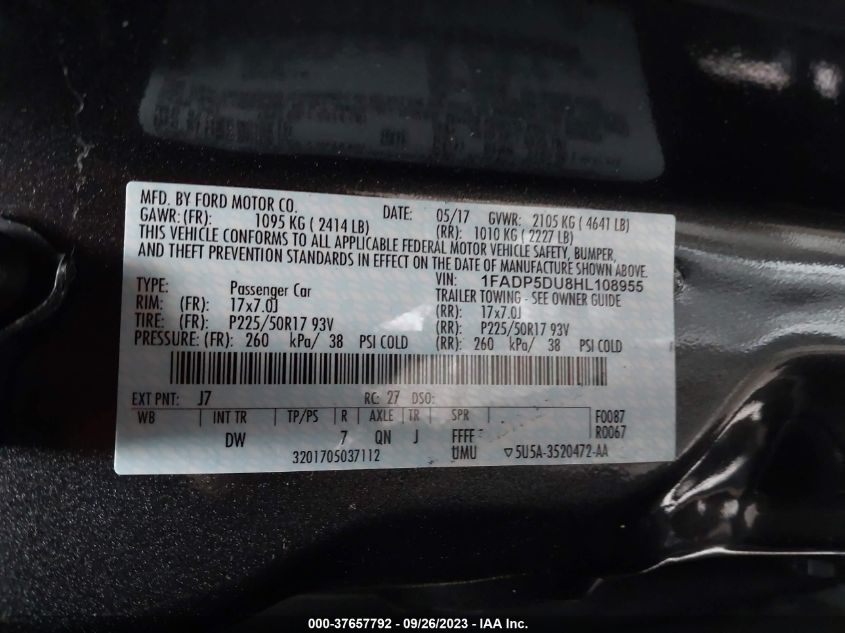 MFD. BY FORD MOTOR CO.
DATE: 05/17 GVWR: 2105 KG ( 4641 LB)
GAWR: (FR): 1095 KG ( 2414 LB) (RR): 1010 KG ( 2227 LB)
THIS VEHICLE CONFORMS TO ALL APPLICABLE FEDERAL MOTOR VEHICLE SAFETY, BUMPER,
AND THEFT PREVENTION STANDARDS IN EFFECT ON THE DATE OF MANUFACTURE SHOWN ABOVE.
VIN: 1FADP5DU8HL108955
TYPE: Passenger Car TRAILER TOWING - SEE OWNER GUIDE
RIM: (FR): 17x7.0J (RR): 17x7.0J
TIRE: (FR): P225/50R17 93V (RR): P225/50R17 93V
PRESSURE: (FR): 260 kPa/ 38 PSI COLD (RR): 260 kPa/ 38 PSI COLD
EXT PNT: J7 RC: 27 DSO:
WB INT TR TP/PS R AXLE TR SPR F0087
DW 7 QN J FFFF R0067
3201705037112 UMU ▽5U5A-3520472-AA
000-37657792 - 09/26/2023 - IAA Inc.